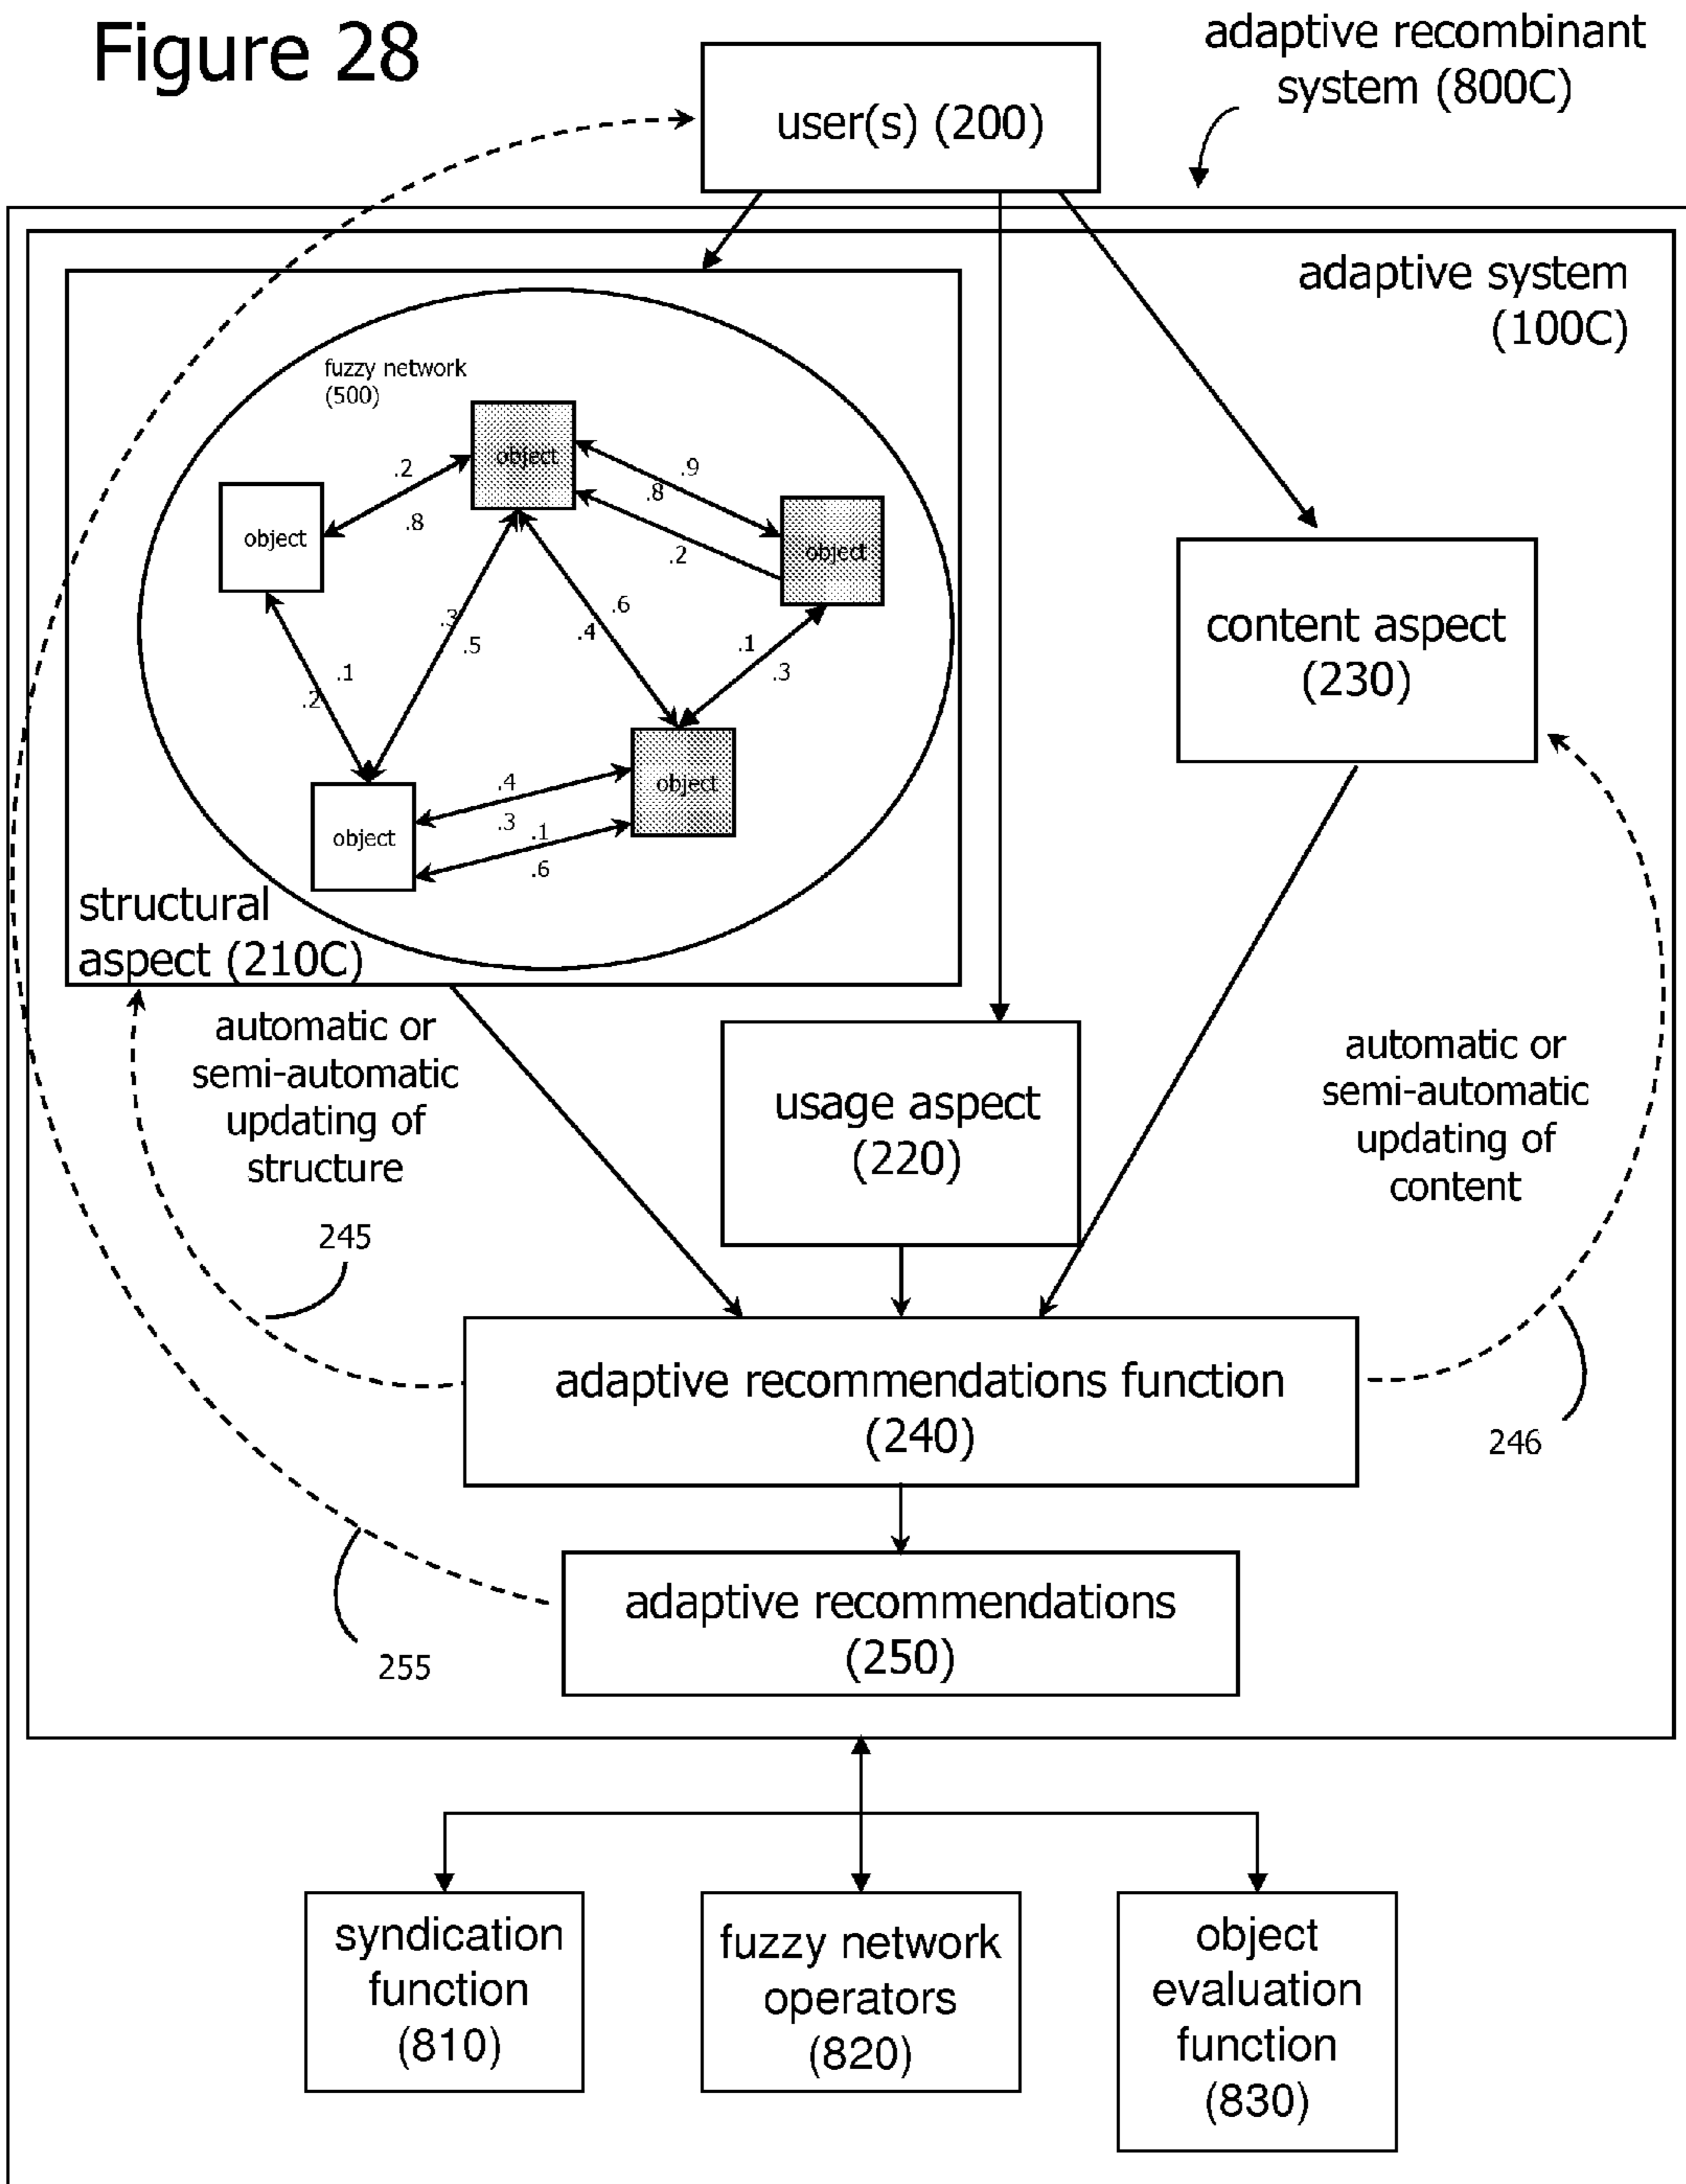 Figure 28
adaptive recombinant
system (800C)
user(s) (200)
adaptive system
(100C)
fuzzy network
(500)
object
.2
.8
object
.9
.8
.2
object
.3
.5
.6
.4
.1
.3
.1
.2
object
.4
.3
.1
.6
object
content aspect
(230)
structural
aspect (210C)
automatic or
semi-automatic
updating of
structure
245
usage aspect
(220)
automatic or
semi-automatic
updating of
content
246
adaptive recommendations function
(240)
adaptive recommendations
(250)
255
syndication
function
(810)
fuzzy network
operators
(820)
object
evaluation
function
(830)